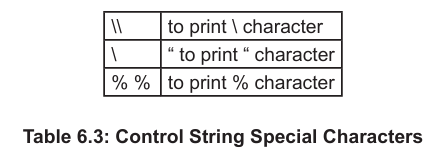 \\ to print \ character
\ “ to print “ character
% % to print % character
Table 6.3: Control String Special Characters